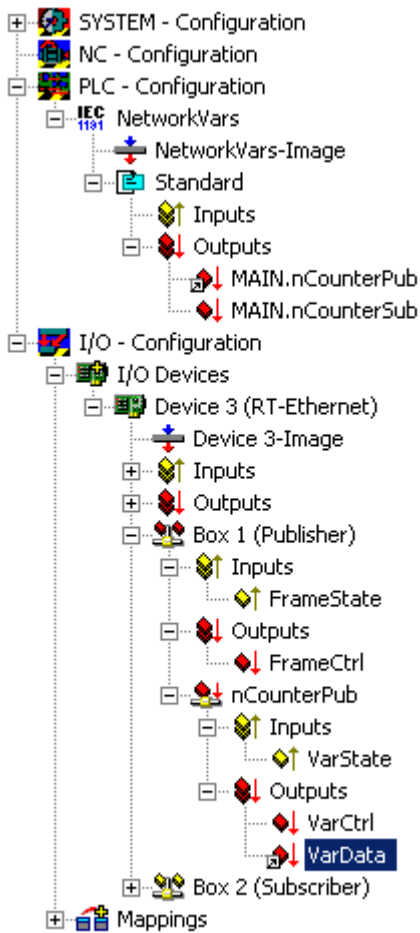 SYSTEM - Configuration
NC - Configuration
PLC - Configuration
IEC 1131 NetworkVars
NetworkVars-Image
Standard
Inputs
Outputs
MAIN.nCounterPub
MAIN.nCounterSub
I/O - Configuration
I/O Devices
Device 3 (RT-Ethernet)
Device 3-Image
Inputs
Outputs
Box 1 (Publisher)
Inputs
FrameState
Outputs
FrameCtrl
nCounterPub
Inputs
VarState
Outputs
VarCtrl
VarData
Box 2 (Subscriber)
Mappings